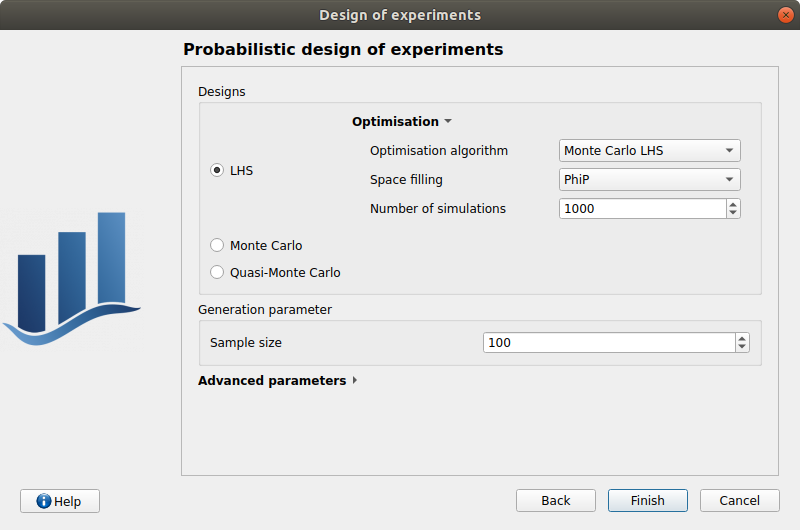 Design of experiments
Probabilistic design of experiments
Designs
Optimisation
Optimisation algorithm Monte Carlo LHS
LHS Space filling PhiP
Number of simulations 1000
Monte Carlo
Quasi-Monte Carlo
Generation parameter
Sample size 100
Advanced parameters
Help Back Finish Cancel